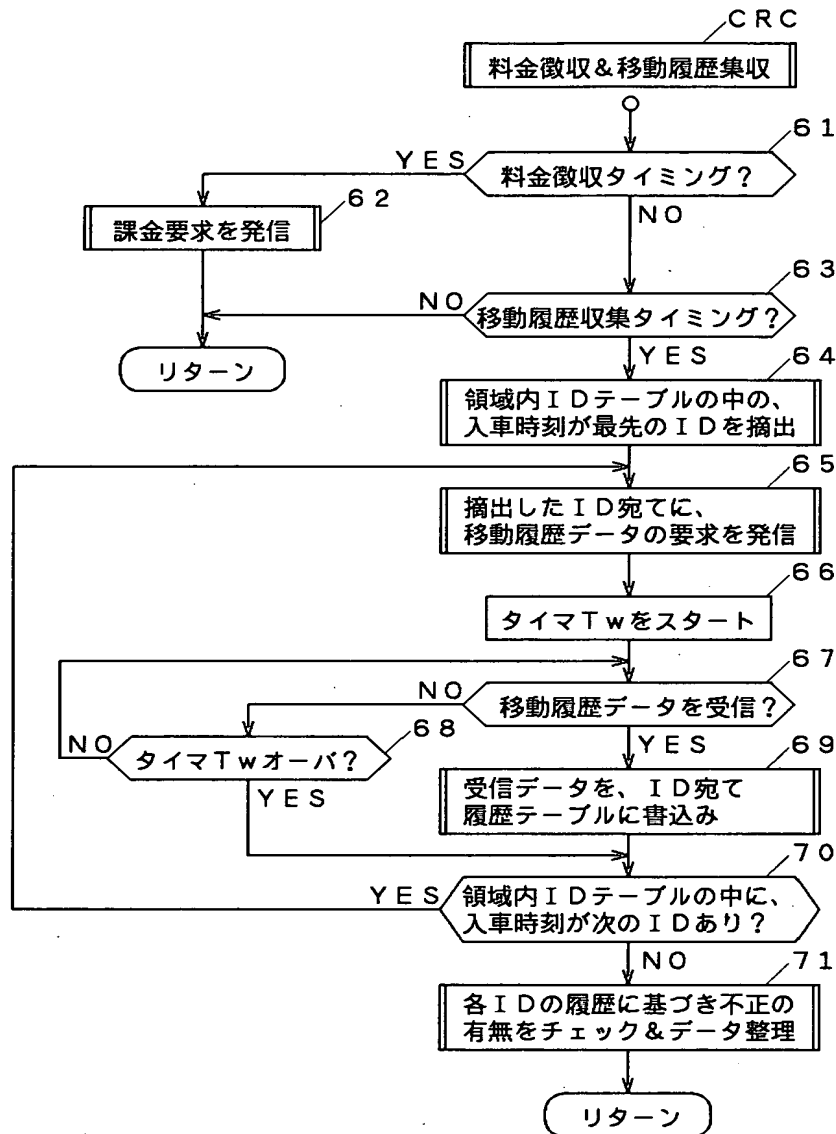 CRC
料金徴収&移動履歴集収
61
料金徴収タイミング?
YES
NO
62
課金要求を発信
63
移動履歴収集タイミング?
NO
YES
リターン
64
領域内IDテーブルの中の、
入車時刻が最先のIDを摘出
65
摘出したID宛てに、
移動履歴データの要求を発信
66
タイマTwをスタート
67
移動履歴データを受信?
NO
YES
68
タイマTwオーバ?
NO
YES
69
受信データを、ID宛て
履歴テーブルに書込み
70
領域内IDテーブルの中に、
入車時刻が次のIDあり?
YES
NO
71
各IDの履歴に基づき不正の
有無をチェック&データ整理
リターン